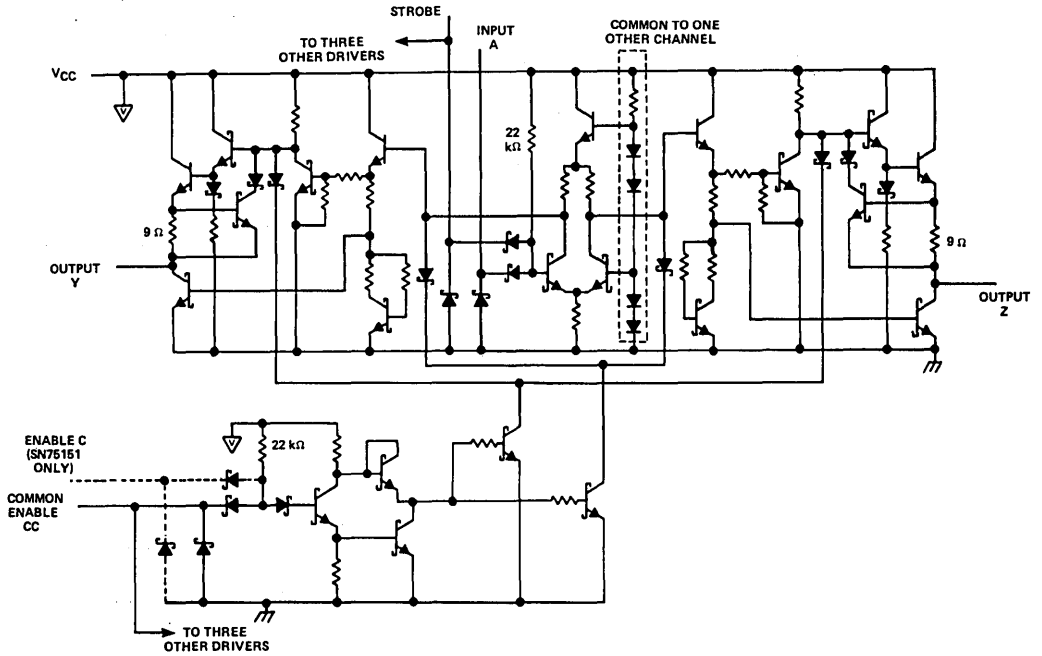 STROBE
TO THREE
OTHER DRIVERS
INPUT
A
COMMON TO ONE
OTHER CHANNEL
VCC
V
22
kΩ
9 Ω
9 Ω
OUTPUT
Y
OUTPUT
Z
ENABLE C
(SN75151
ONLY)
V
22 kΩ
COMMON
ENABLE
CC
TO THREE
OTHER DRIVERS